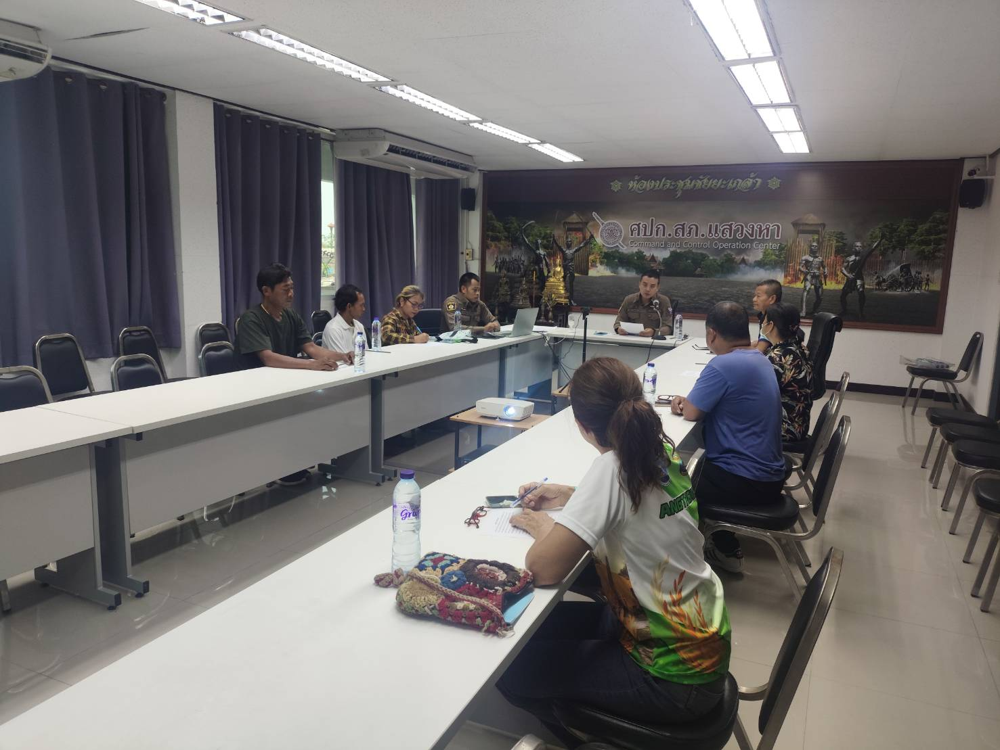 ห้องประชุมชัยยะเกล้า
ศปก.สภ.แสวงหา
Command and Control Operation Center